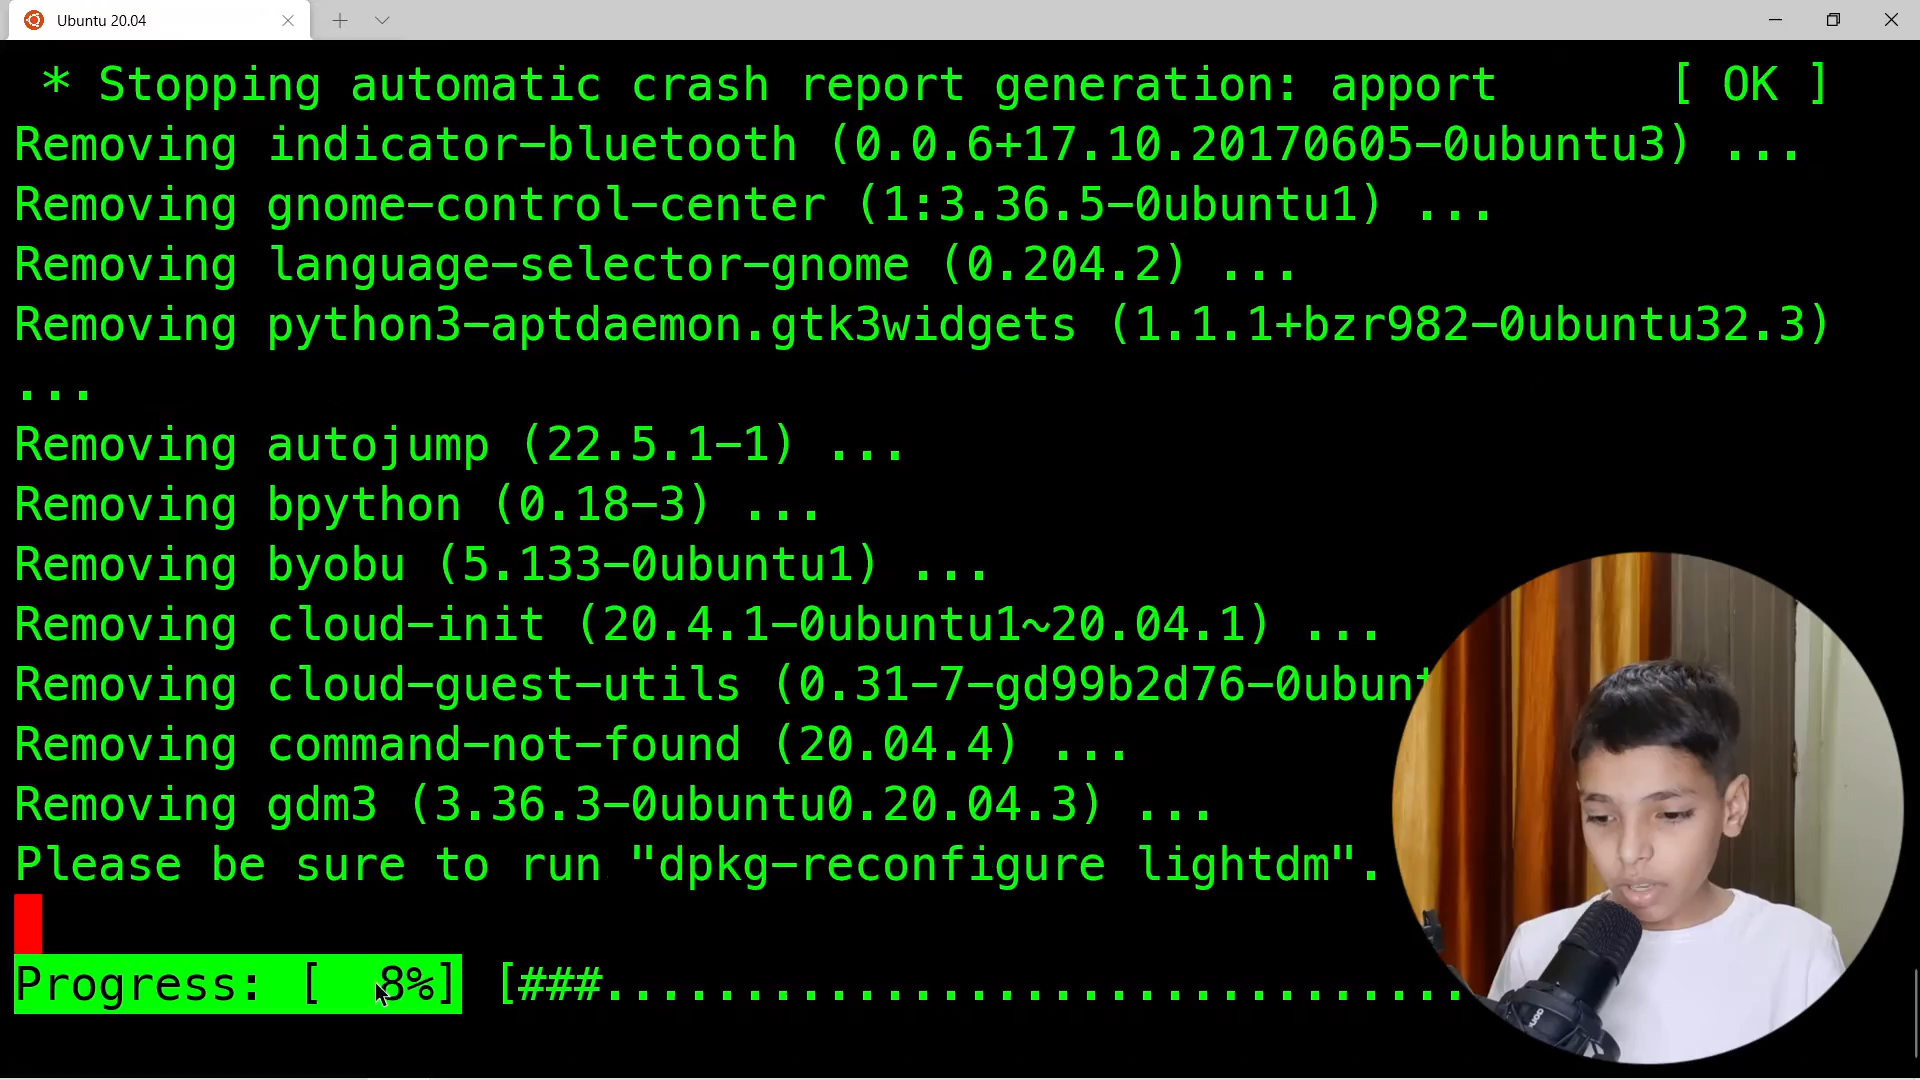 Ubuntu 20.04
* Stopping automatic crash report generation: apport [ OK ]
Removing indicator-bluetooth (0.0.6+17.10.20170605-0ubuntu3) ...
Removing gnome-control-center (1:3.36.5-0ubuntu1) ...
Removing language-selector-gnome (0.204.2) ...
Removing python3-aptdaemon.gtk3widgets (1.1.1+bzr982-0ubuntu32.3)
...
Removing autojump (22.5.1-1) ...
Removing bpython (0.18-3) ...
Removing byobu (5.133-0ubuntu1) ...
Removing cloud-init (20.4.1-0ubuntu1~20.04.1) ...
Removing cloud-guest-utils (0.31-7-gd99b2d76-0ubunt
Removing command-not-found (20.04.4) ...
Removing gdm3 (3.36.3-0ubuntu0.20.04.3) ...
Please be sure to run "dpkg-reconfigure lightdm".
Progress: [  8%] [###...............................